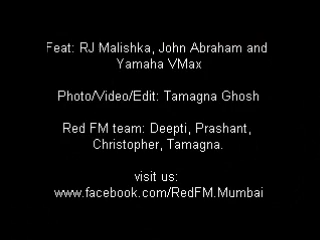 Feat: RJ Malishka, John Abraham and
Yamaha VMax
Photo/Video/Edit: Tamagna Ghosh
Red FM team: Deepti, Prashant,
Christopher, Tamagna.
visit us:
www.facebook.com/RedFM.Mumbai